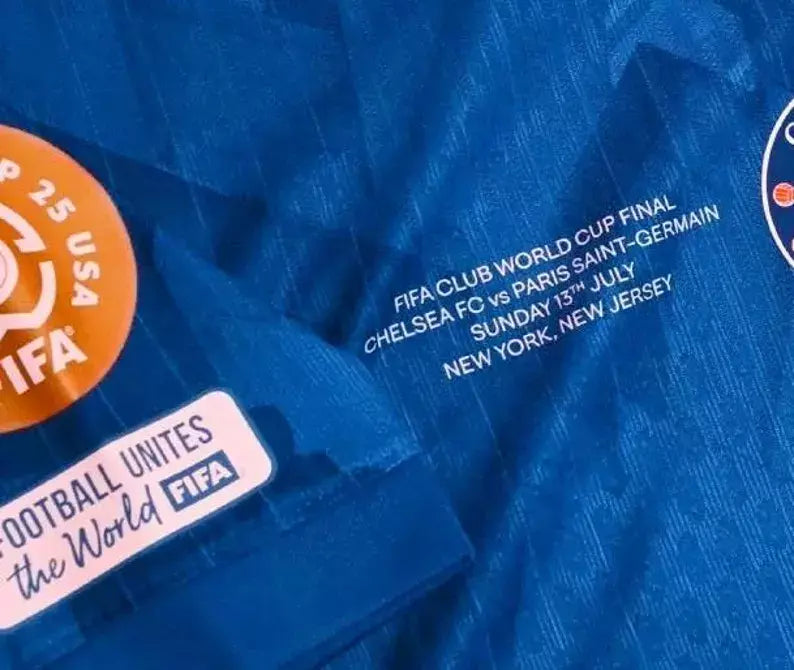 P 25 USA
FIFA
FIFA CLUB WORLD CUP FINAL
CHELSEA FC vs PARIS SAINT-GERMAIN
SUNDAY 13TH JULY
NEW YORK, NEW JERSEY
FOOTBALL UNITES
the World FIFA